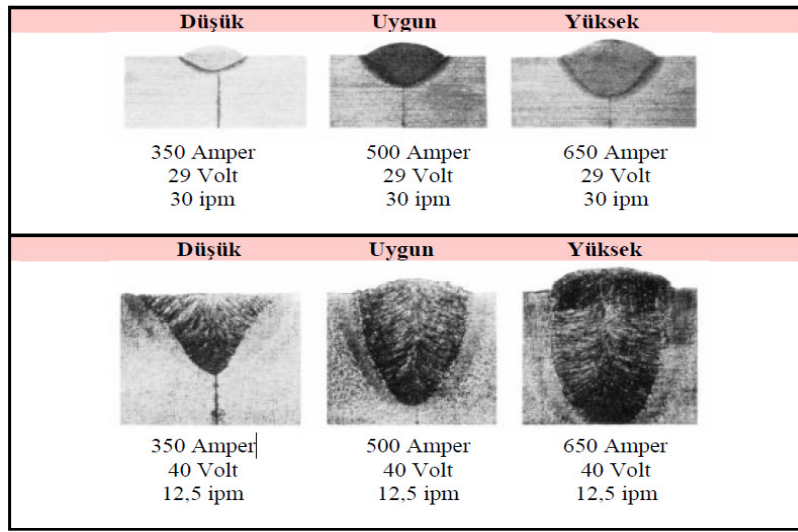 Düşük Uygun Yüksek
350 Amper 500 Amper 650 Amper
29 Volt 29 Volt 29 Volt
30 ipm 30 ipm 30 ipm
Düşük Uygun Yüksek
350 Amper 500 Amper 650 Amper
40 Volt 40 Volt 40 Volt
12,5 ipm 12,5 ipm 12,5 ipm